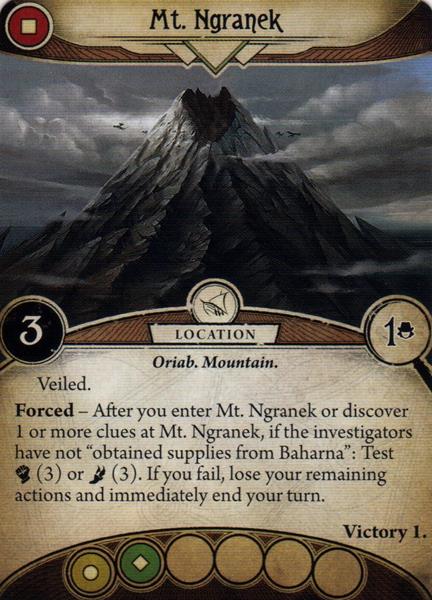 Mt. Ngranek
3
LOCATION
1
Oriab. Mountain.
Veiled.
Forced – After you enter Mt. Ngranek or discover
1 or more clues at Mt. Ngranek, if the investigators
have not “obtained supplies from Baharna”: Test
(3) or (3). If you fail, lose your remaining
actions and immediately end your turn.
Victory 1.